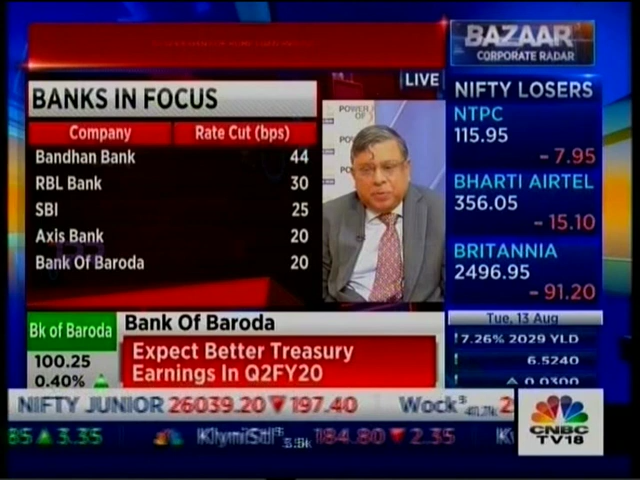 BAZAAR
CORPORATE RADAR
LIVE
BANKS IN FOCUS
Company Rate Cut (bps)
Bandhan Bank 44
RBL Bank 30
SBI 25
Axis Bank 20
Bank Of Baroda 20
POWER
OF
NIFTY LOSERS
NTPC
115.95
- 7.95
BHARTI AIRTEL
356.05
- 15.10
BRITANNIA
2496.95
- 91.20
Bk of Baroda
100.25
0.40%
Bank Of Baroda
Expect Better Treasury
Earnings In Q2FY20
Tue, 13 Aug
7.26% 2029 YLD
6.5240
0.0300
NIFTY JUNIOR 26039.20 ▼ 197.40 Wock
85 ▲ 3.35 184.80 ▼ 2.35
CNBC
TV18